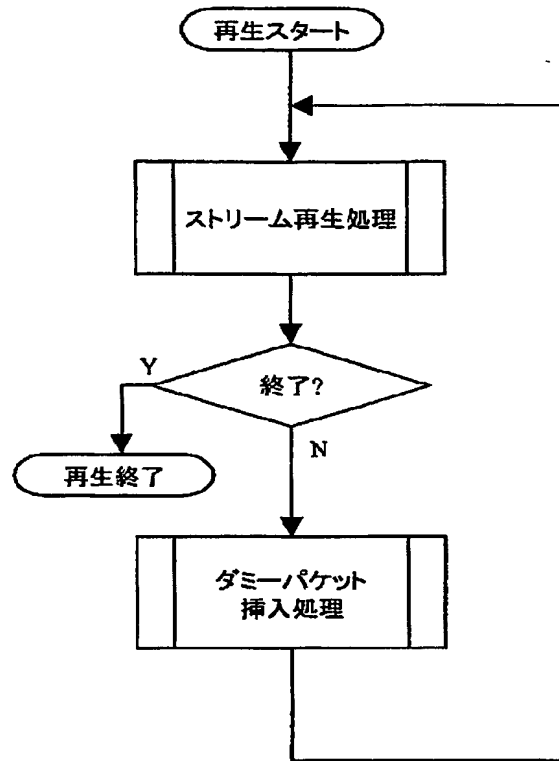 再生スタート
ストリーム再生処理
終了?
Y
再生終了
N
ダミーパケット
挿入処理